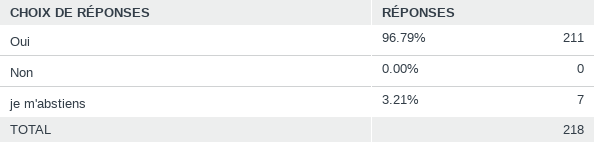 CHOIX DE RÉPONSES RÉPONSES
Oui 96.79% 211
Non 0.00% 0
je m'abstiens 3.21% 7
TOTAL 218